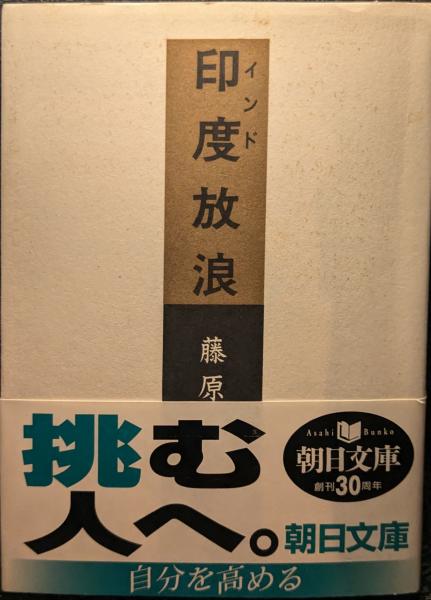 印度放浪
インド
藤原
挑む
人へ。
Asahi Bunko
朝日文庫
創刊30周年
朝日文庫
自分を高める